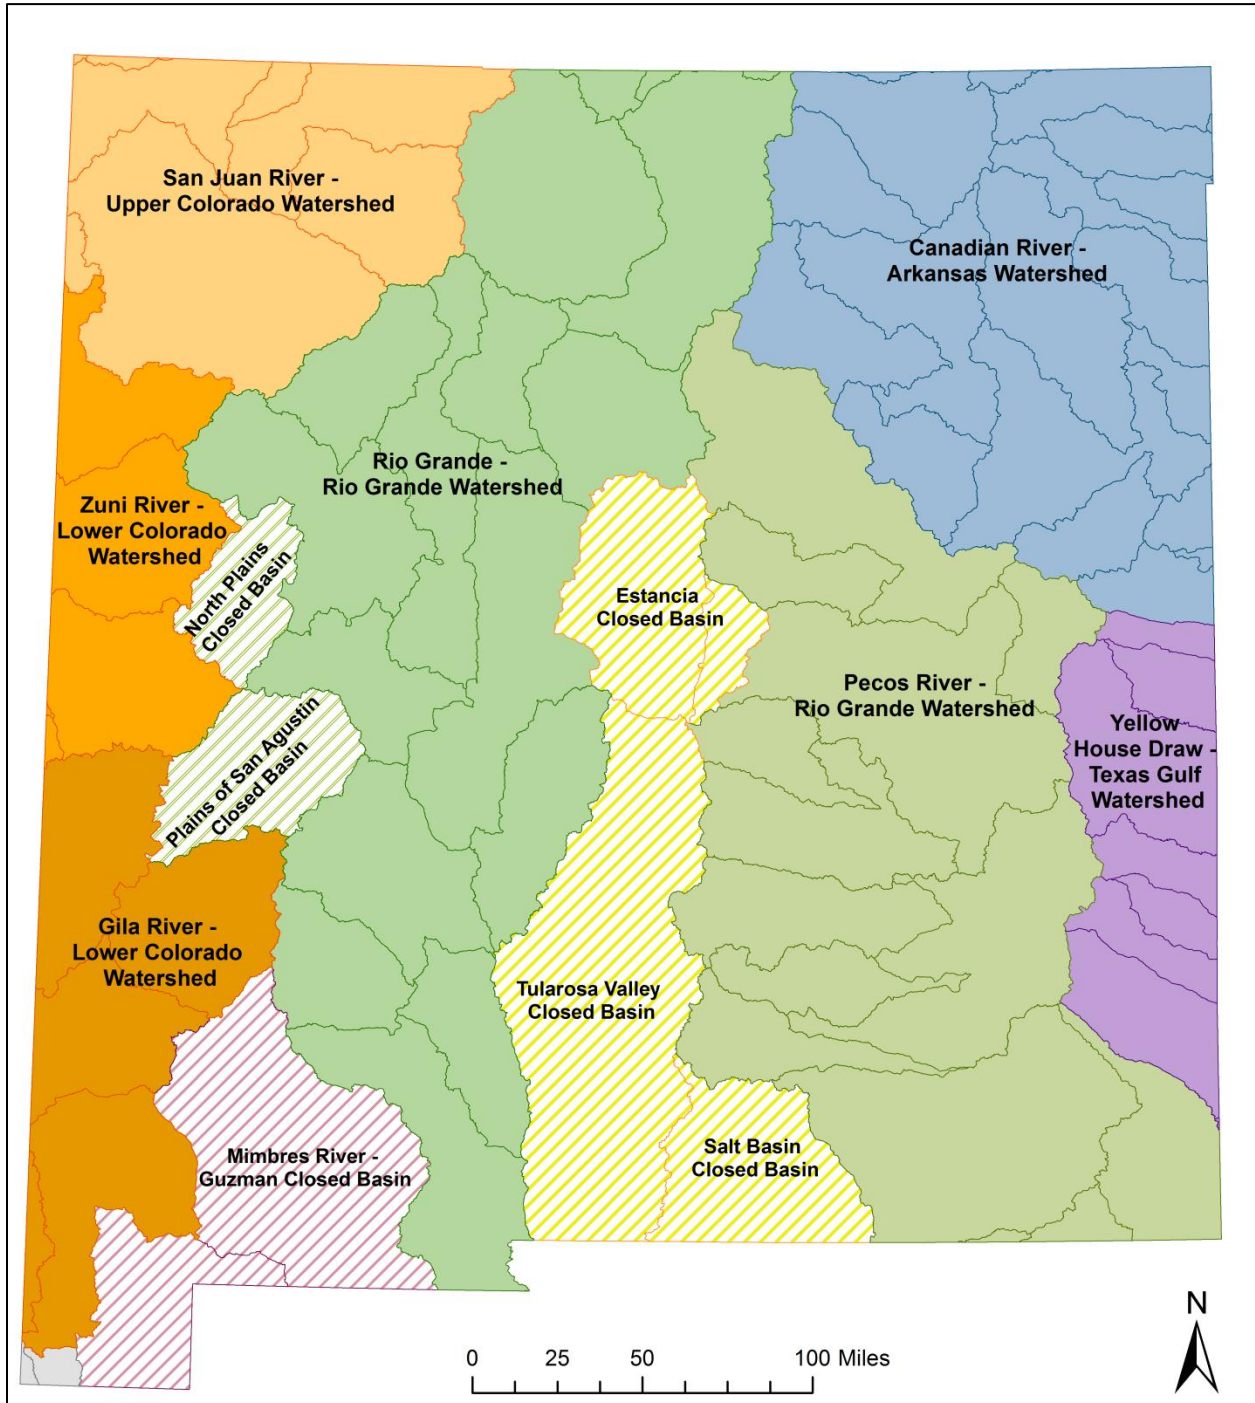 San Juan River -
Upper Colorado Watershed
Canadian River -
Arkansas Watershed
Rio Grande -
Rio Grande Watershed
Zuni River -
Lower Colorado
Watershed
North Plains
Closed Basin
Estancia
Closed Basin
Pecos River -
Rio Grande Watershed
Yellow
House Draw -
Texas Gulf
Watershed
Plains of San Agustin
Closed Basin
Gila River -
Lower Colorado
Watershed
Tularosa Valley
Closed Basin
Mimbres River -
Guzman Closed Basin
Salt Basin
Closed Basin
N
0 25 50 100 Miles